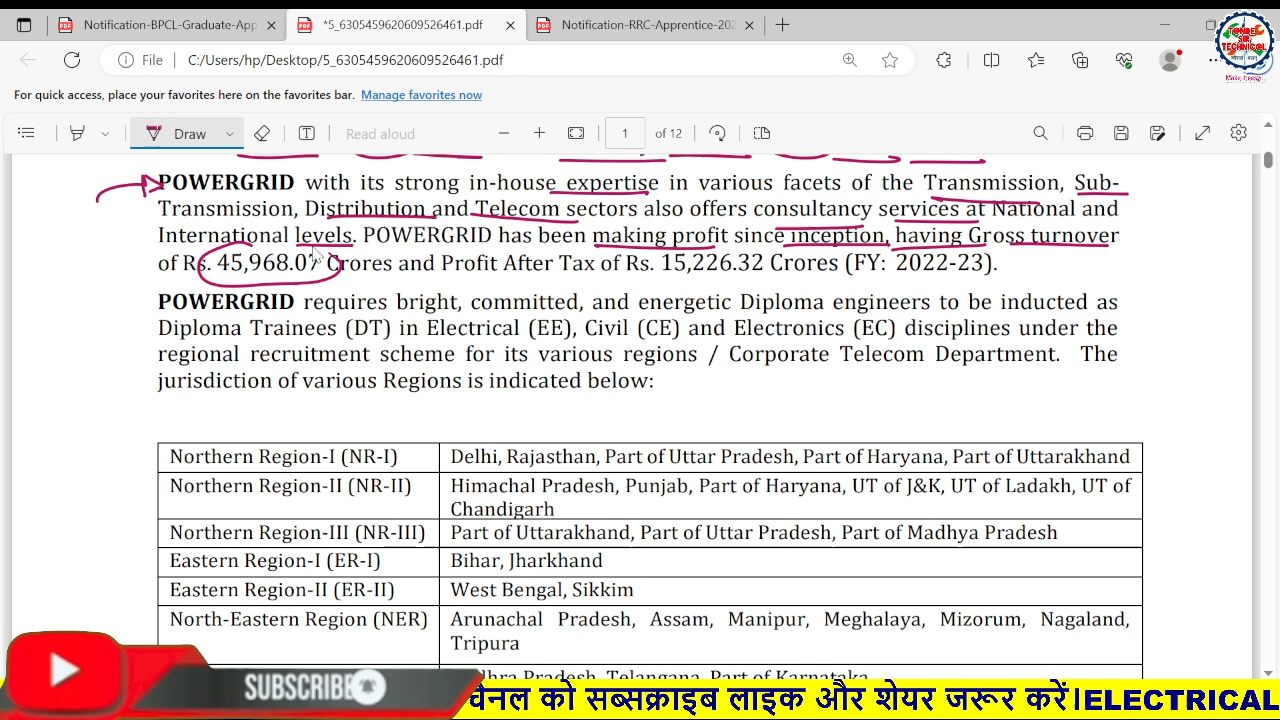 Notification-BPCL-Graduate-App
*5_6305459620609526461.pdf
Notification-RRC-Apprentice-202
TONDE SIR TECHNICOL
File
C:/Users/hp/Desktop/5_6305459620609526461.pdf
For quick access, place your favorites here on the favorites bar. Manage favorites now
Draw
Read aloud
1 of 12
POWERGRID with its strong in-house expertise in various facets of the Transmission, Sub-
Transmission, Distribution and Telecom sectors also offers consultancy services at National and
International levels. POWERGRID has been making profit since inception, having Gross turnover
of Rs. 45,968.07 Crores and Profit After Tax of Rs. 15,226.32 Crores (FY: 2022-23).
POWERGRID requires bright, committed, and energetic Diploma engineers to be inducted as
Diploma Trainees (DT) in Electrical (EE), Civil (CE) and Electronics (EC) disciplines under the
regional recruitment scheme for its various regions / Corporate Telecom Department. The
jurisdiction of various Regions is indicated below:
Northern Region-I (NR-I) Delhi, Rajasthan, Part of Uttar Pradesh, Part of Haryana, Part of Uttarakhand
Northern Region-II (NR-II) Himachal Pradesh, Punjab, Part of Haryana, UT of J&K, UT of Ladakh, UT of
Chandigarh
Northern Region-III (NR-III) Part of Uttarakhand, Part of Uttar Pradesh, Part of Madhya Pradesh
Eastern Region-I (ER-I) Bihar, Jharkhand
Eastern Region-II (ER-II) West Bengal, Sikkim
North-Eastern Region (NER) Arunachal Pradesh, Assam, Manipur, Meghalaya, Mizorum, Nagaland,
Tripura
Pradesh, Telangana, Part of Karnataka
SUBSCRIBE
चैनल को सब्सक्राइब लाइक और शेयर जरूर करें।ELECTRICAL